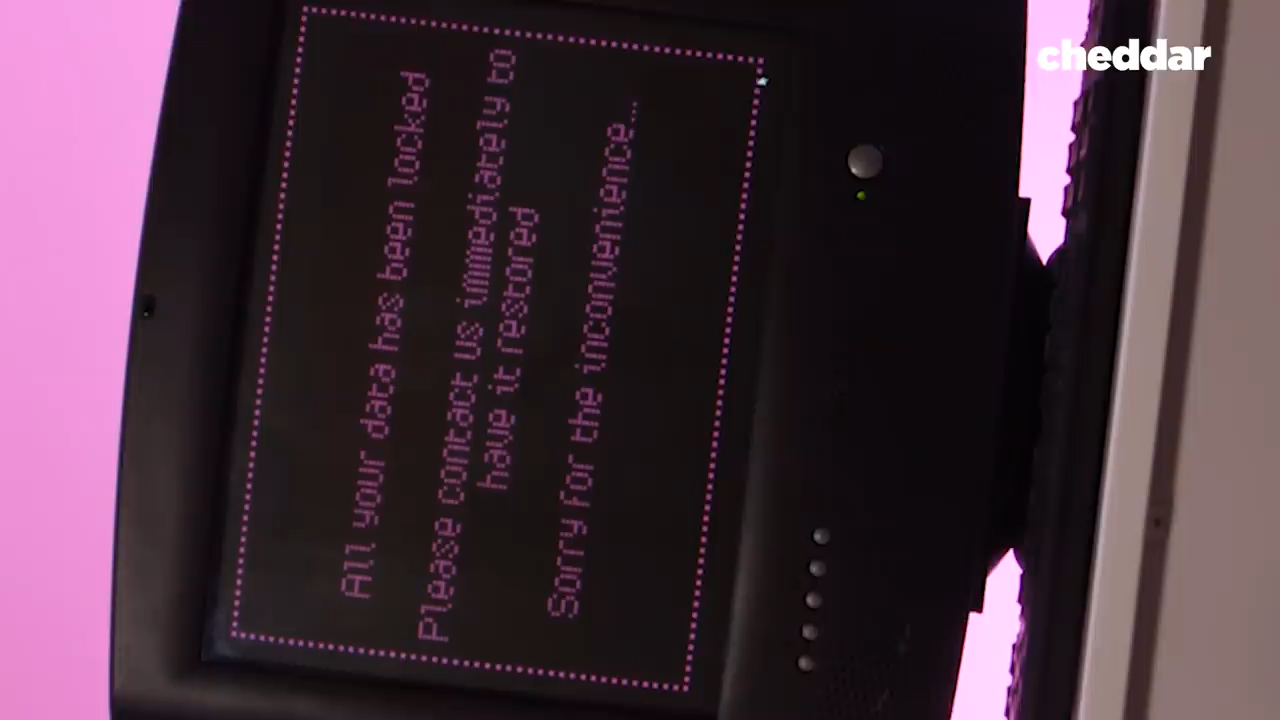 cheddar
All your data has been locked
Please contact us immediately to
have it restored
Sorry for the inconvenience...